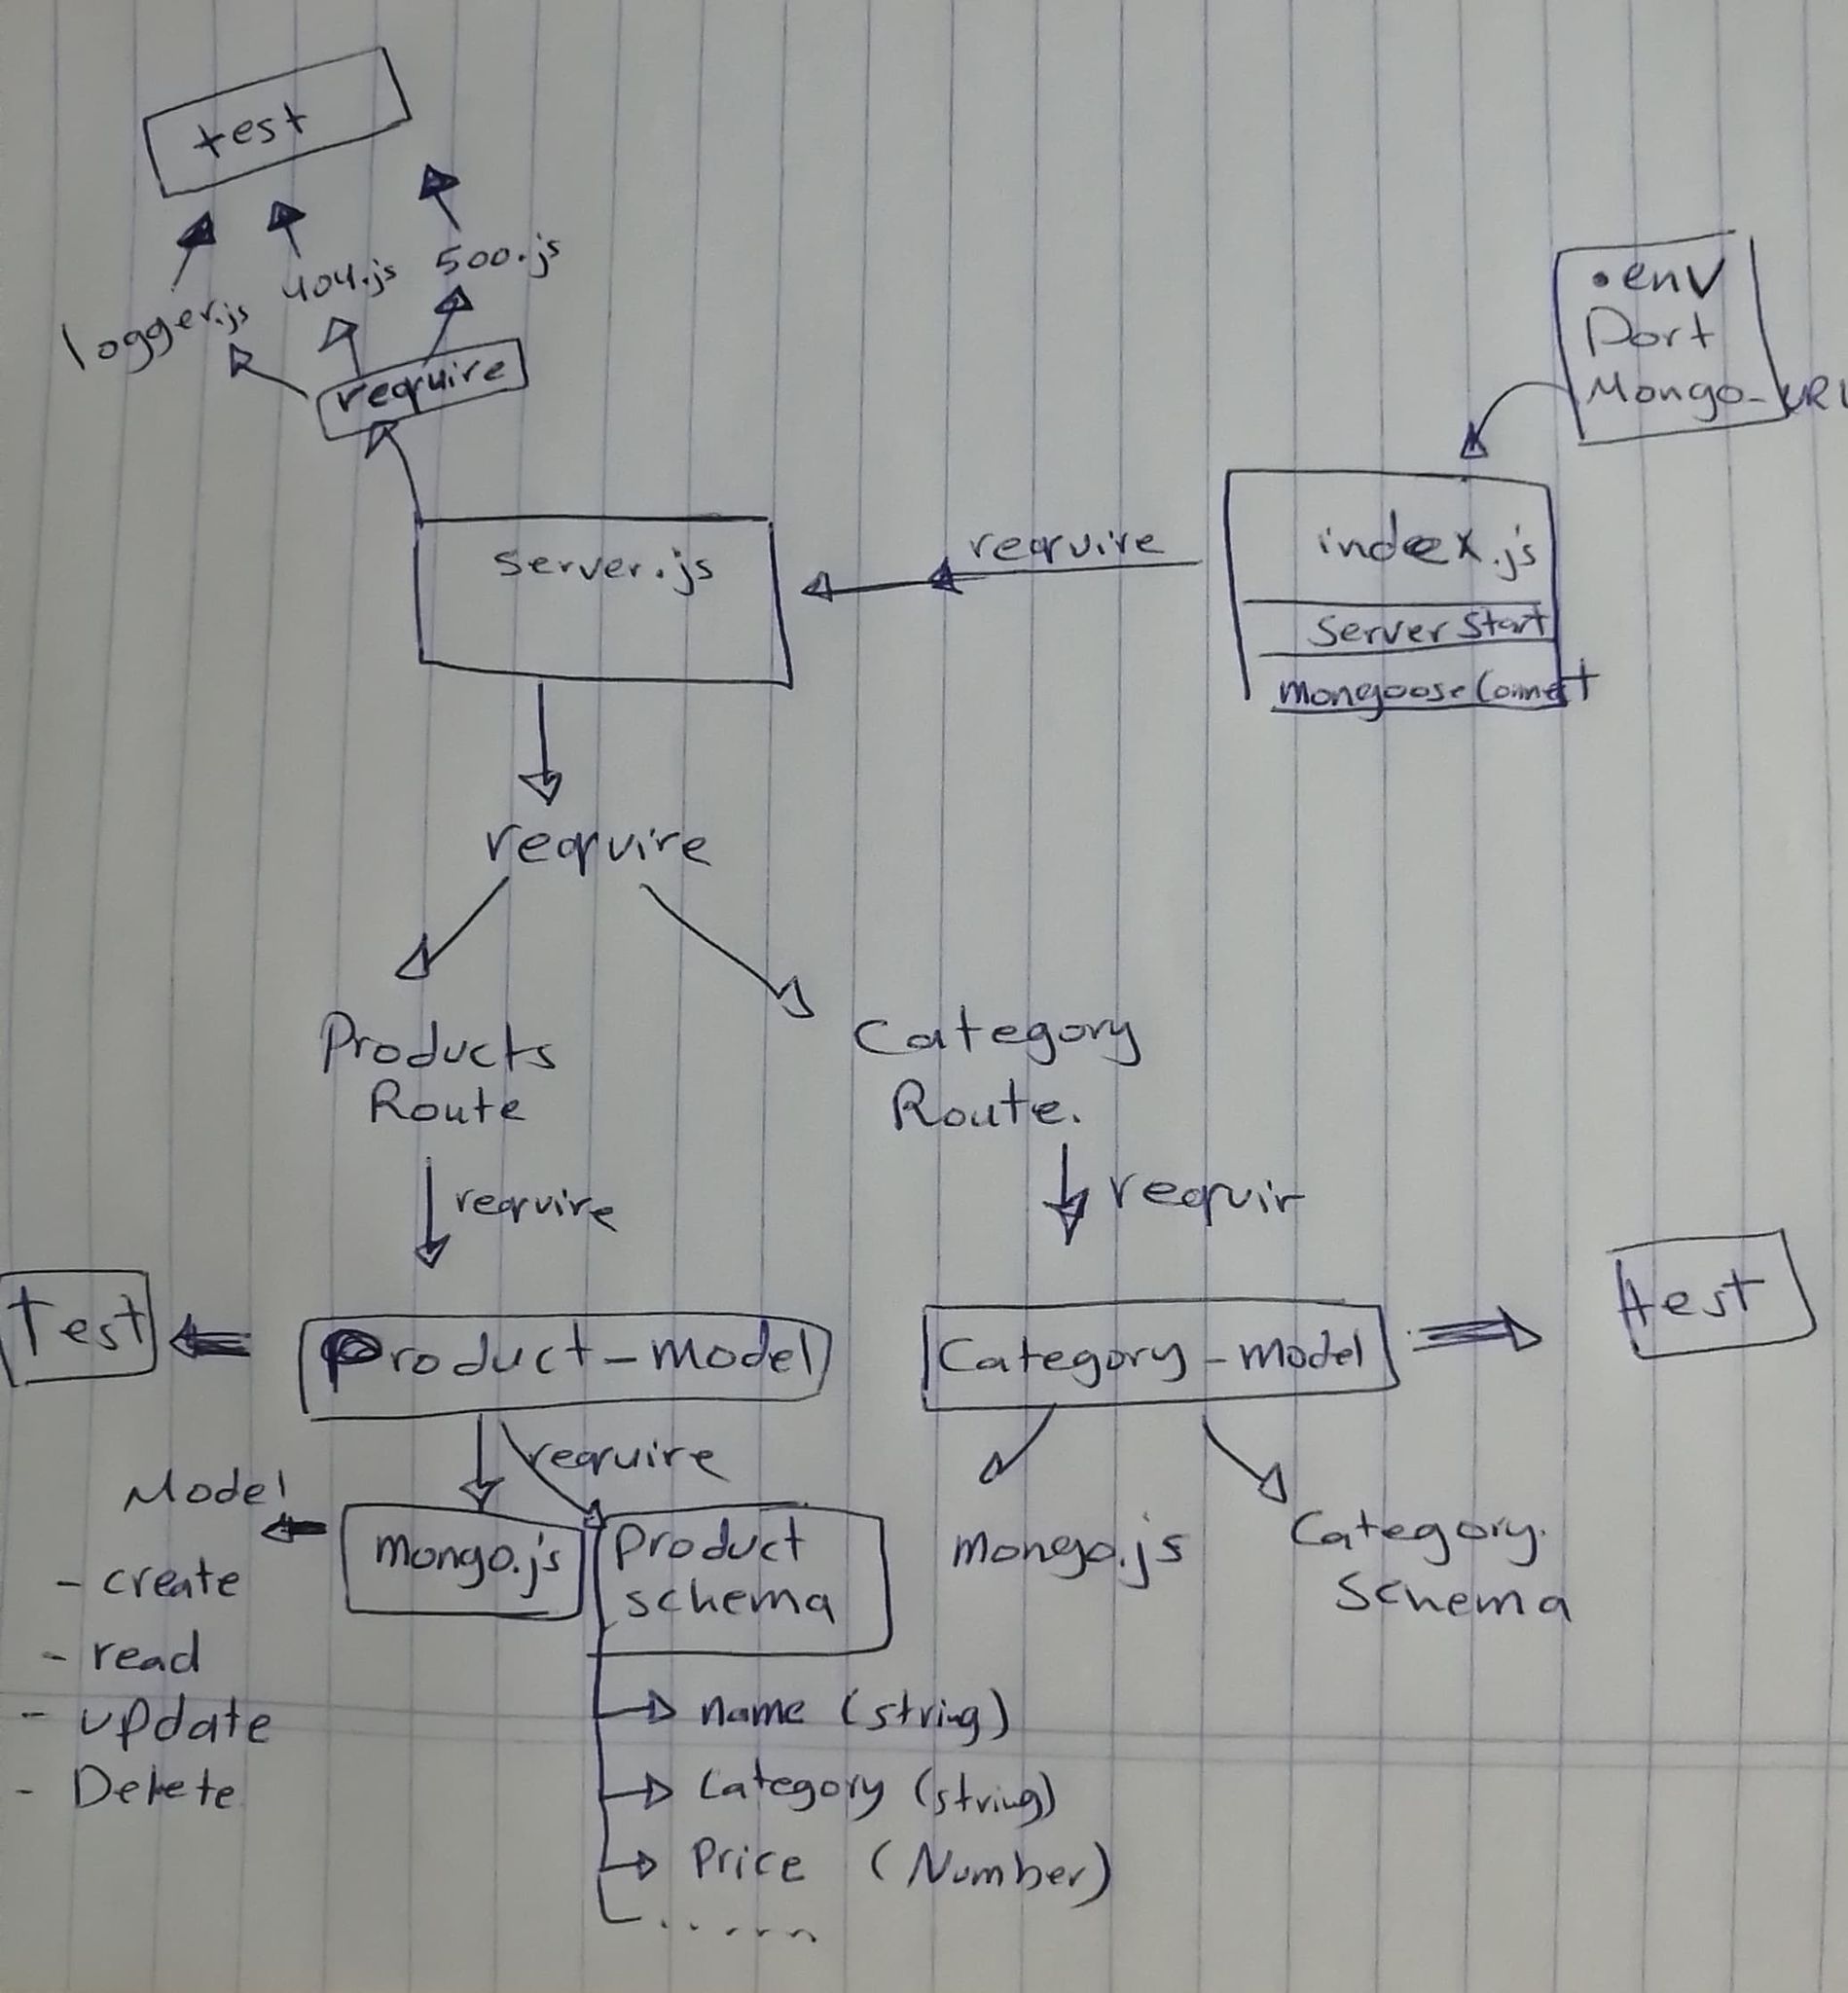 test
logger.js
404.js
500.js
require
.env
Port
Mongo-URI
server.js
require
index.js
Server Start
mongoose Connect
require
Products
Route
Category
Route.
require
requir
Test
Product-model
Category-model
test
require
Model
- create
- read
- update
- Delete
mongo.js
Product
schema
mongo.js
Category
Schema
name (string)
Category (string)
Price (Number)
......